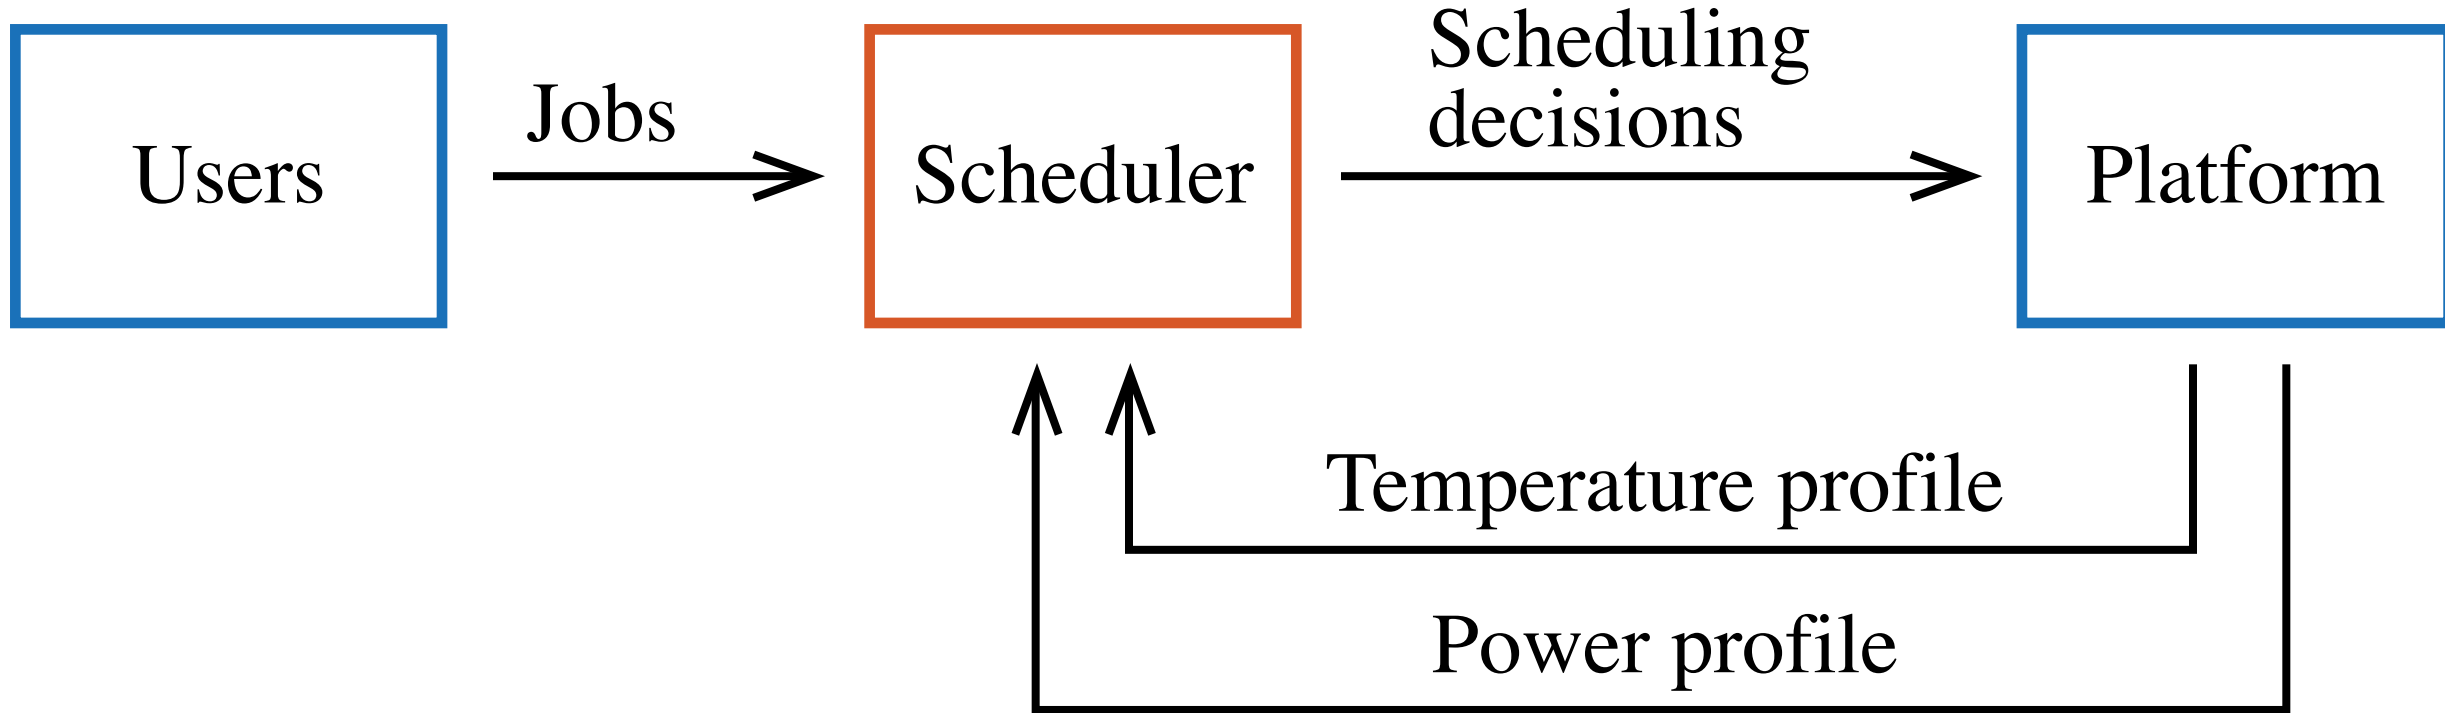 Users
Jobs
Scheduler
Scheduling
decisions
Platform
Temperature profile
Power profile